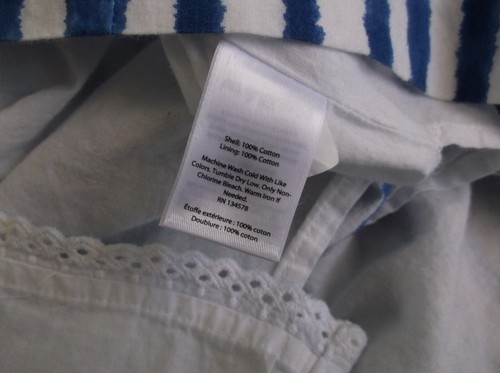 Shell: 100% Cotton
Lining: 100% Cotton
Machine Wash Cold With Like
Colors. Tumble Dry Low. Only Non-
Chlorine Bleach. Warm Iron If
Needed.
RN 134578
Étoffe extérieure : 100% coton
Doublure : 100% coton